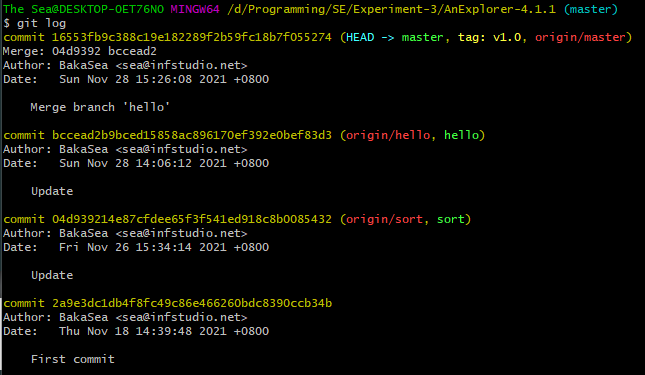 The Sea@DESKTOP-OET76NO MINGW64 /d/Programming/SE/Experiment-3/AnExplorer-4.1.1 (master)
$ git log
commit 16553fb9c388c19e182289f2b59fc18b7f055274 (HEAD -> master, tag: v1.0, origin/master)
Merge: 04d9392 bccead2
Author: BakaSea <sea@infstudio.net>
Date:   Sun Nov 28 15:26:08 2021 +0800
    Merge branch 'hello'
commit bccead2b9bced15858ac896170ef392e0bef83d3 (origin/hello, hello)
Author: BakaSea <sea@infstudio.net>
Date:   Sun Nov 28 14:06:12 2021 +0800
    Update
commit 04d939214e87cfdee65f3f541ed918c8b0085432 (origin/sort, sort)
Author: BakaSea <sea@infstudio.net>
Date:   Fri Nov 26 15:34:14 2021 +0800
    Update
commit 2a9e3dc1db4f8fc49c86e466260bdc8390ccb34b
Author: BakaSea <sea@infstudio.net>
Date:   Thu Nov 18 14:39:48 2021 +0800
    First commit